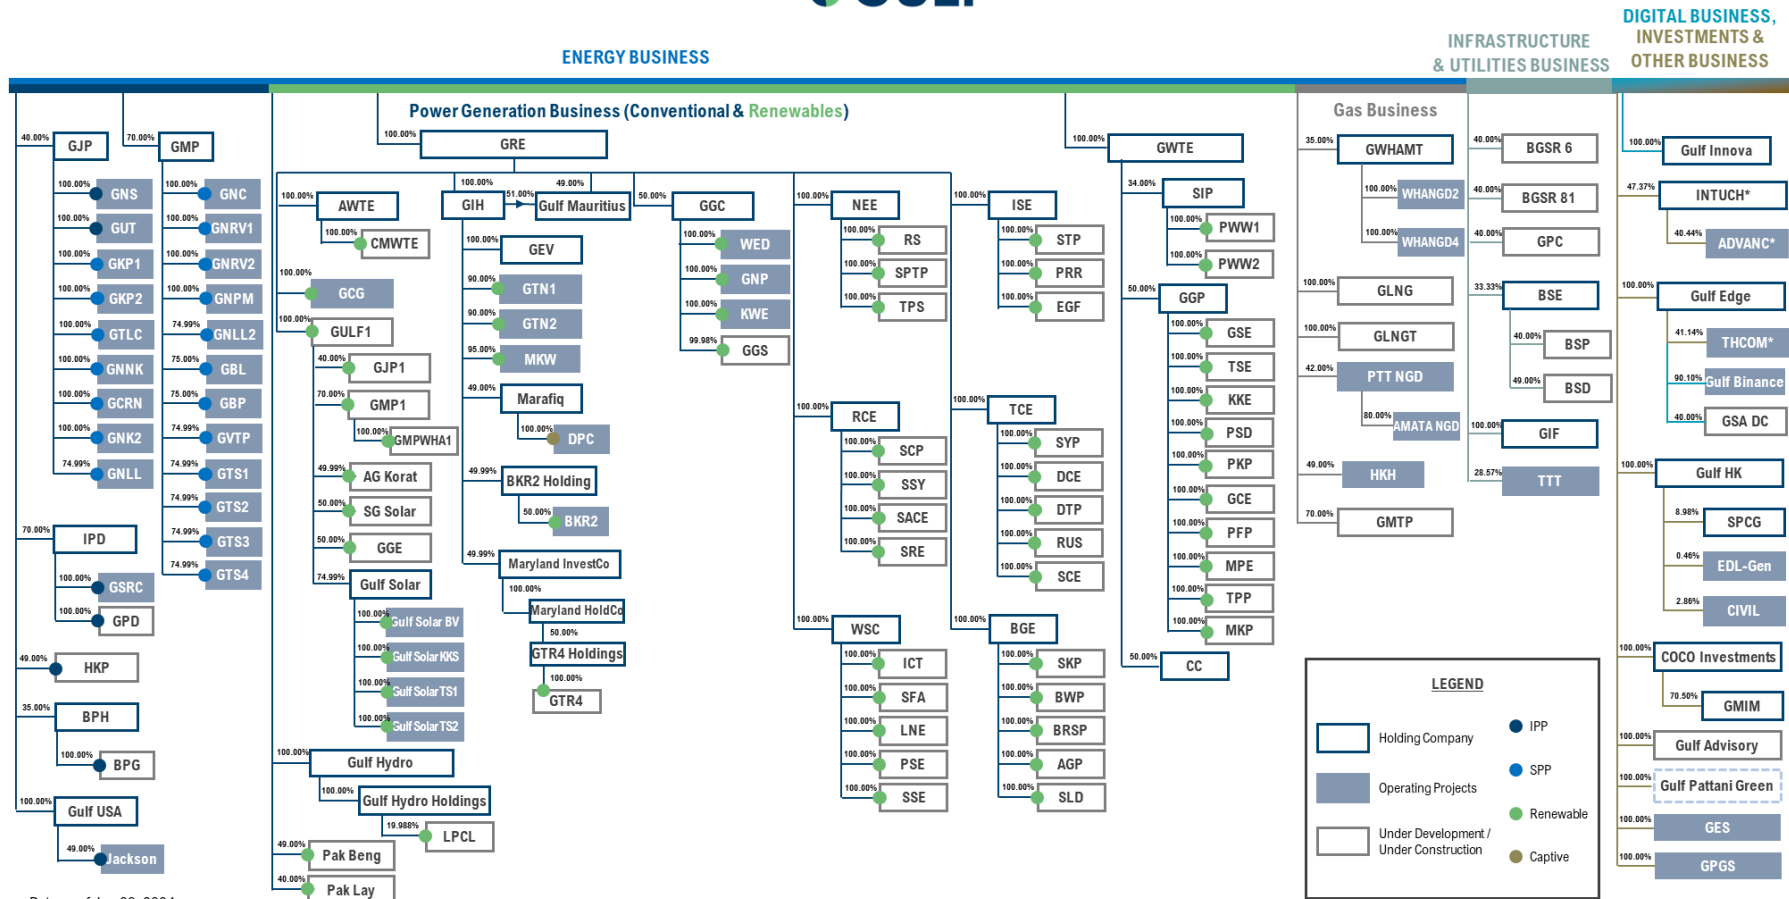 DIGITAL BUSINESS,
INVESTMENTS &
OTHER BUSINESS
INFRASTRUCTURE
& UTILITIES BUSINESS
ENERGY BUSINESS
Power Generation Business (Conventional & Renewables)
Gas Business
40.00%
GJP
100.00%
GNS
100.00%
GUT
100.00%
GKP1
100.00%
GKP2
100.00%
GTLC
100.00%
GNNK
100.00%
GCRN
100.00%
GNK2
74.99%
GNLL
70.00%
GMP
100.00%
GNC
100.00%
GNRV1
100.00%
GNRV2
100.00%
GNPM
74.99%
GNLL2
75.00%
GBL
75.00%
GBP
74.99%
GVTP
74.99%
GTS1
74.99%
GTS2
74.99%
GTS3
74.99%
GTS4
70.00%
IPD
100.00%
GSRC
100.00%
GPD
49.00%
HKP
35.00%
BPH
100.00%
BPG
100.00%
Gulf USA
49.00%
Jackson
100.00%
GRE
100.00%
AWTE
100.00%
CMWTE
100.00%
GCG
100.00%
GULF1
40.00%
GJP1
70.00%
GMP1
100.00%
GMPWHA1
49.99%
AG Korat
50.00%
SG Solar
50.00%
GGE
74.99%
Gulf Solar
100.00%
Gulf Solar BV
100.00%
Gulf Solar KKS
100.00%
Gulf Solar TS1
100.00%
Gulf Solar TS2
100.00%
Gulf Hydro
100.00%
Gulf Hydro Holdings
19.988%
LPCL
49.00%
Pak Beng
40.00%
Pak Lay
100.00%
GIH
51.00%
49.00%
Gulf Mauritius
100.00%
GEV
90.00%
GTN1
90.00%
GTN2
95.00%
MKW
49.00%
Marafiq
100.00%
DPC
49.99%
BKR2 Holding
50.00%
BKR2
49.99%
Maryland InvestCo
100.00%
Maryland HoldCo
50.00%
GTR4 Holdings
100.00%
GTR4
50.00%
GGC
100.00%
WED
100.00%
GNP
100.00%
KWE
99.98%
GGS
100.00%
NEE
100.00%
RS
100.00%
SPTP
100.00%
TPS
100.00%
RCE
100.00%
SCP
100.00%
SSY
100.00%
SACE
100.00%
SRE
100.00%
WSC
100.00%
ICT
100.00%
SFA
100.00%
LNE
100.00%
PSE
100.00%
SSE
100.00%
ISE
100.00%
STP
100.00%
PRR
100.00%
EGF
100.00%
TCE
100.00%
SYP
100.00%
DCE
100.00%
DTP
100.00%
RUS
100.00%
SCE
100.00%
BGE
100.00%
SKP
100.00%
BWP
100.00%
BRSP
100.00%
AGP
100.00%
SLD
100.00%
GWTE
34.00%
SIP
100.00%
PWW1
100.00%
PWW2
50.00%
GGP
100.00%
GSE
100.00%
TSE
100.00%
KKE
100.00%
PSD
100.00%
PKP
100.00%
GCE
100.00%
PFP
100.00%
MPE
100.00%
TPP
100.00%
MKP
50.00%
CC
35.00%
GWHAMT
100.00%
WHANGD2
100.00%
WHANGD4
100.00%
GLNG
100.00%
GLNGT
42.00%
PTT NGD
80.00%
AMATA NGD
49.00%
HKH
70.00%
GMTP
40.00%
BGSR 6
40.00%
BGSR 81
40.00%
GPC
33.33%
BSE
40.00%
BSP
49.00%
BSD
100.00%
GIF
28.57%
TTT
100.00%
Gulf Innova
47.37%
INTUCH*
40.44%
ADVANC*
100.00%
Gulf Edge
41.14%
THCOM*
90.10%
Gulf Binance
40.00%
GSA DC
100.00%
Gulf HK
8.98%
SPCG
0.46%
EDL-Gen
2.86%
CIVIL
100.00%
COCO Investments
70.50%
GMIM
100.00%
Gulf Advisory
100.00%
Gulf Pattani Green
100.00%
GES
100.00%
GPGS
LEGEND
Holding Company
Operating Projects
Under Development /
Under Construction
IPP
SPP
Renewable
Captive